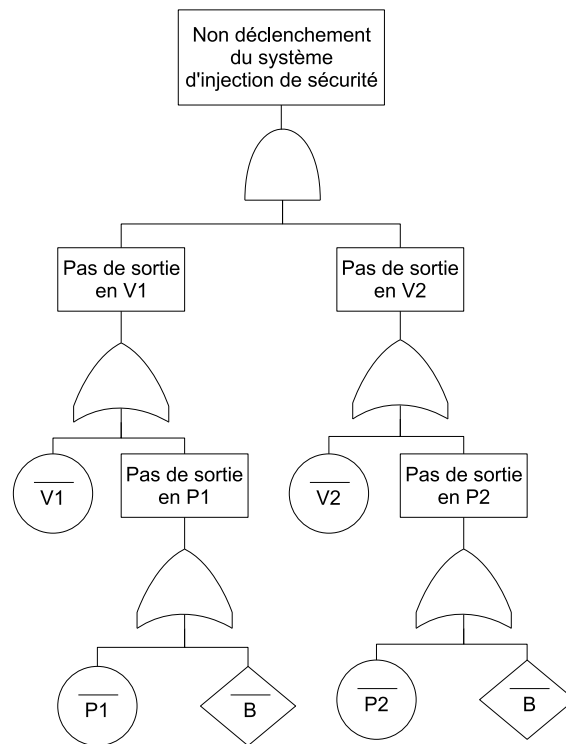 Non déclenchement
du système
d'injection de sécurité
Pas de sortie
en V1
Pas de sortie
en V2
V1
Pas de sortie
en P1
V2
Pas de sortie
en P2
P1
B
P2
B